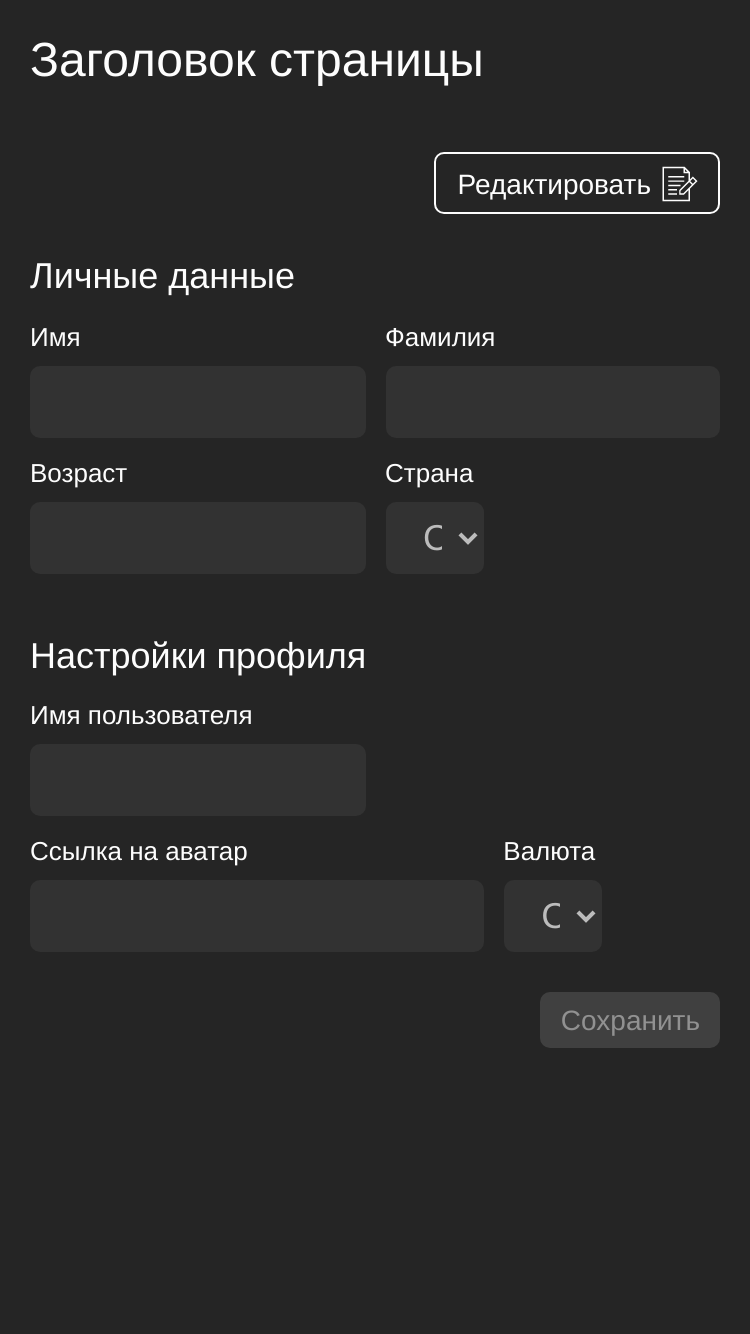 Заголовок страницы
Редактировать
Личные данные
Имя Фамилия
Возраст Страна
С
Настройки профиля
Имя пользователя
Ссылка на аватар Валюта
С
Сохранить